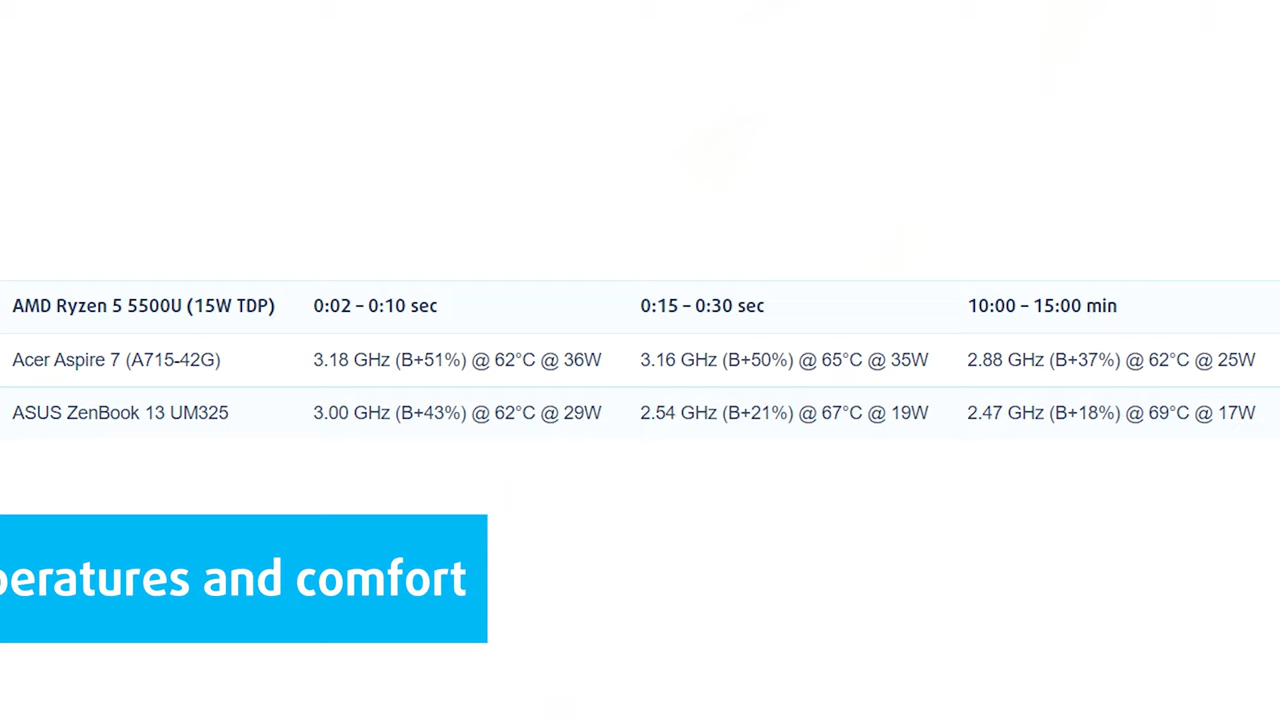 AMD Ryzen 5 5500U (15W TDP) 0:02 – 0:10 sec 0:15 – 0:30 sec 10:00 – 15:00 min
Acer Aspire 7 (A715-42G) 3.18 GHz (B+51%) @ 62°C @ 36W 3.16 GHz (B+50%) @ 65°C @ 35W 2.88 GHz (B+37%) @ 62°C @ 25W
ASUS ZenBook 13 UM325 3.00 GHz (B+43%) @ 62°C @ 29W 2.54 GHz (B+21%) @ 67°C @ 19W 2.47 GHz (B+18%) @ 69°C @ 17W
peratures and comfort